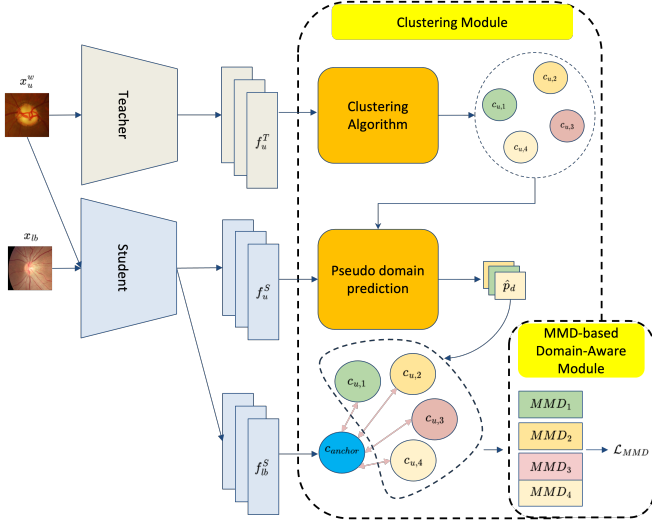 Clustering Module
x_u^w
Teacher
f_u^T
Clustering
Algorithm
c_{u,1}
c_{u,2}
c_{u,3}
c_{u,4}
x_{lb}
Student
f_u^S
Pseudo domain
prediction
p̂_d
MMD-based
Domain-Aware
Module
c_{u,1}
c_{u,2}
c_{u,3}
c_{u,4}
c_{anchor}
f_{lb}^S
MMD_1
MMD_2
MMD_3
MMD_4
ℒ_{MMD}